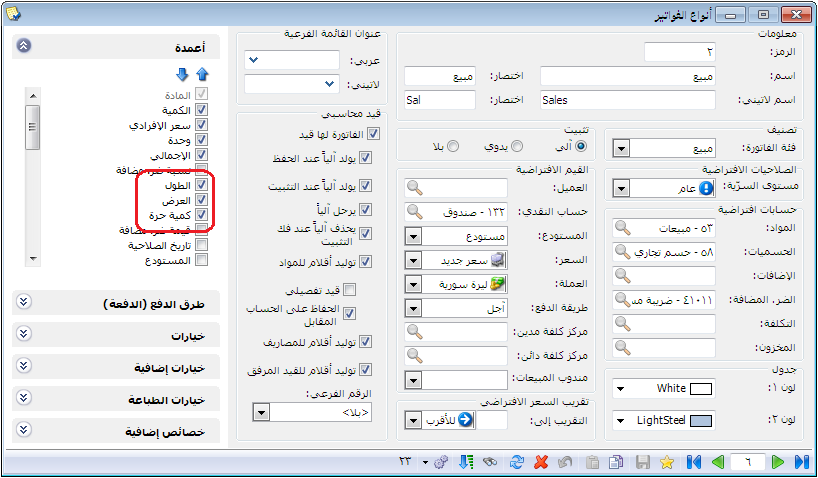 أنواع الفواتير
معلومات
الرمز:
٢
اسم:
مبيع
اختصار:
مبيع
اسم لاتيني:
Sales
اختصار:
Sal
تصنيف
فئة الفاتورة:
مبيع
تثبيت
آلي
يدوي
بلا
الصلاحيات الافتراضية
مستوى السرّية:
عام
حسابات افتراضية
المواد:
٥٣ - مبيعات
الحسميات:
٥٨ - حسم تجاري
الإضافات:
الضر. المضافة:
٤١٠١١ - ضريبة مـ
التكلفة:
المخزون:
جدول
لون ١:
White
لون ٢:
LightSteel
القيم الافتراضية
العميل:
حساب النقدي:
١٣٢ - صندوق
المستودع:
مستودع
السعر:
سعر جديد
العملة:
ليرة سورية
طريقة الدفع:
آجل
مركز كلفة مدين:
مركز كلفة دائن:
مندوب المبيعات:
تقريب السعر الافتراضي
التقريب إلى:
للأقرب
عنوان القائمة الفرعية
عربي:
لاتيني:
قيد محاسبي
الفاتورة لها قيد
يولد آلياً عند الحفظ
يولد آلياً عند التثبيت
يرحل آلياً
يحذف آلياً عند فك
التثبيت
توليد أقلام للمواد
قيد تفصيلي
الحفاظ على الحساب
المقابل
توليد أقلام للمصاريف
توليد أقلام للقيد المرفق
الرقم الفرعي:
<بلا>
أعمدة
المادة
الكمية
سعر الإفرادي
وحدة
الإجمالي
نسبة ضر. مضافة
الطول
العرض
كمية حرة
قيمة ضر. مضافة
تاريخ الصلاحية
المستودع
طرق الدفع (الدفعة)
خيارات
خيارات إضافية
خيارات الطباعة
خصائص إضافية
٦
٢٣